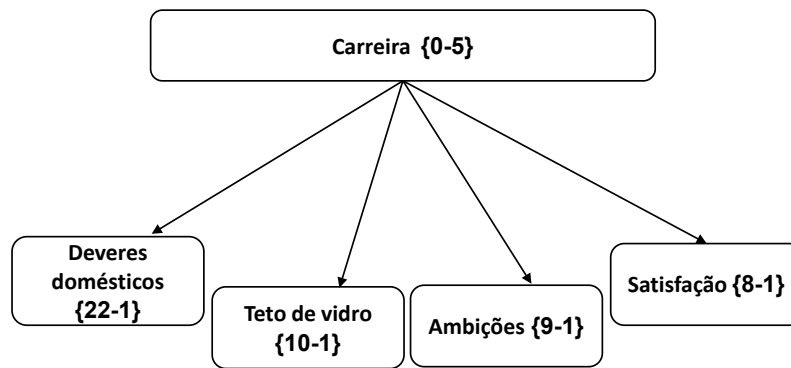 Carreira {0-5}
Deveres
domésticos
{22-1}
Teto de vidro
{10-1}
Ambições {9-1}
Satisfação {8-1}